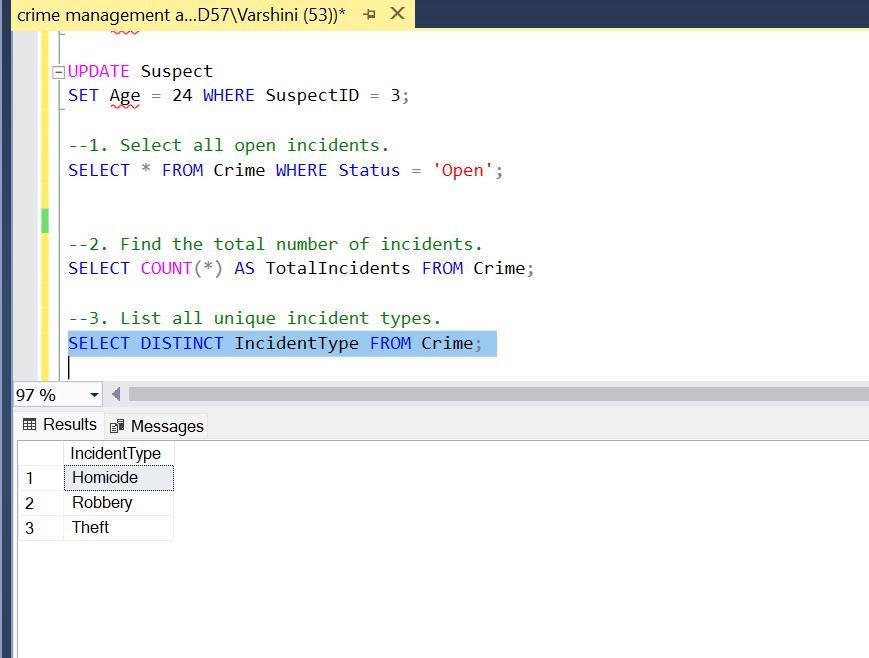 crime management a...D57\Varshini (53))*
UPDATE Suspect
SET Age = 24 WHERE SuspectID = 3;
--1. Select all open incidents.
SELECT * FROM Crime WHERE Status = 'Open';
--2. Find the total number of incidents.
SELECT COUNT(*) AS TotalIncidents FROM Crime;
--3. List all unique incident types.
SELECT DISTINCT IncidentType FROM Crime;
97 %
Results Messages
IncidentType
1 Homicide
2 Robbery
3 Theft